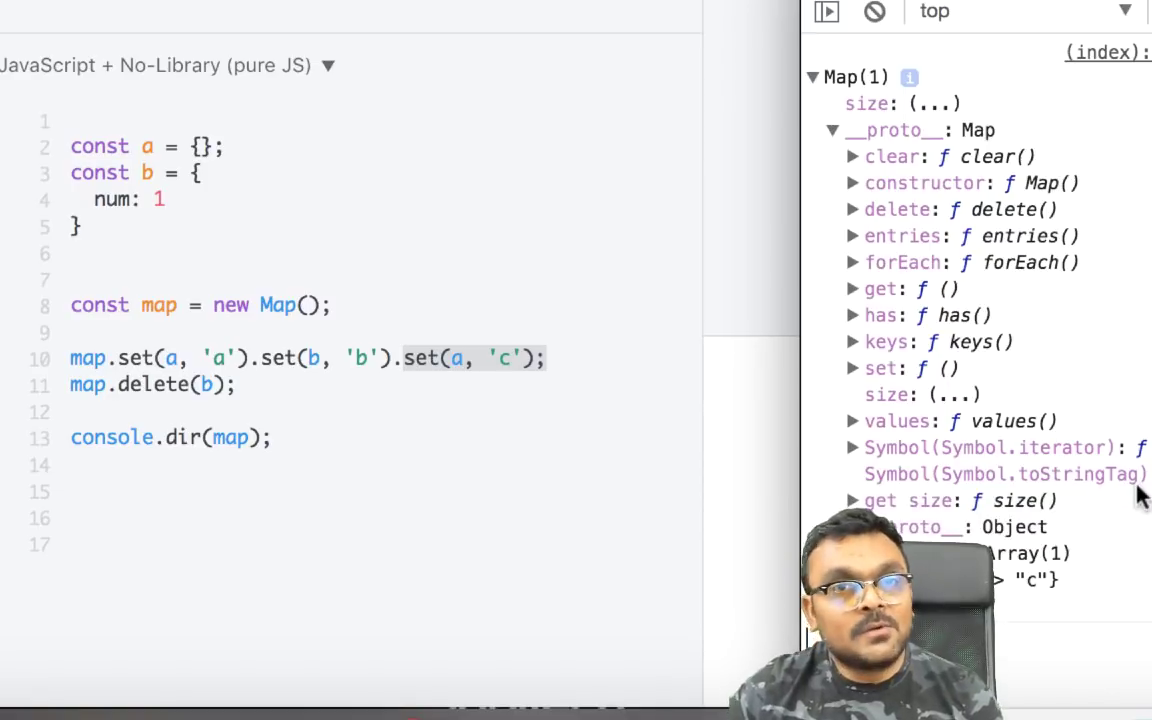 JavaScript + No-Library (pure JS) ▼
1
2 const a = {};
3 const b = {
4 num: 1
5 }
6
7
8 const map = new Map();
9
10 map.set(a, 'a').set(b, 'b').set(a, 'c');
11 map.delete(b);
12
13 console.dir(map);
14
15
16
17
top ▼
(index):
▼ Map(1) i
size: (...)
▼ __proto__: Map
▶ clear: ƒ clear()
▶ constructor: ƒ Map()
▶ delete: ƒ delete()
▶ entries: ƒ entries()
▶ forEach: ƒ forEach()
▶ get: ƒ ()
▶ has: ƒ has()
▶ keys: ƒ keys()
▶ set: ƒ ()
size: (...)
▶ values: ƒ values()
▶ Symbol(Symbol.iterator): ƒ
Symbol(Symbol.toStringTag)
▶ get size: ƒ size()
roto__: Object
Array(1)
> "c"}